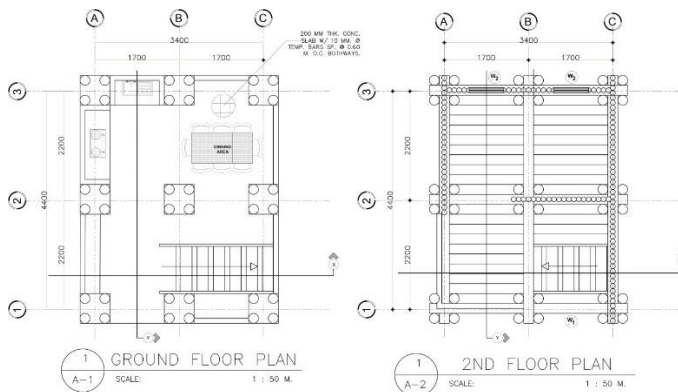 A B C
3400
1700 1700
200 MM THK. CONC.
SLAB W/ 10 MM. Ø
TEMP. BARS SP. @ 0.60
M. O.C. BOTHWAYS.
3
2200
DINING
AREA
4400
2
2200
X
1
Y
1
A-1
GROUND FLOOR PLAN
SCALE: 1 : 50 M.
A B C
3400
1700 1700
W2 W2
3
2200
4400
2
2200
1
W1
Y
1
A-2
2ND FLOOR PLAN
SCALE: 1 : 50 M.